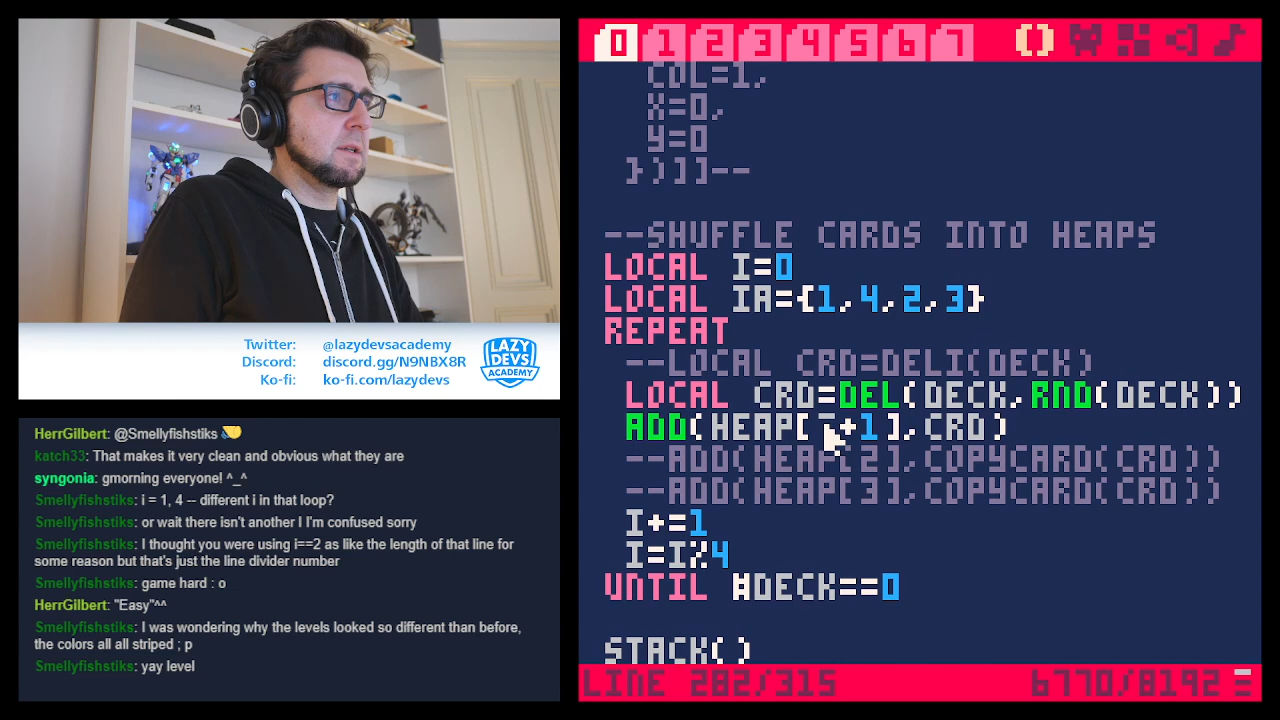 Twitter: @lazydevsacademy
Discord: discord.gg/N9NBX8R
Ko-fi: ko-fi.com/lazydevs
LAZY
DEVS
ACADEMY
HerrGilbert: @Smellyfishstiks
katch33: That makes it very clean and obvious what they are
syngonia: gmorning everyone! ^_^
Smellyfishstiks: i = 1, 4 -- different i in that loop?
Smellyfishstiks: or wait there isn't another I I'm confused sorry
Smellyfishstiks: I thought you were using i==2 as like the length of that line for
some reason but that's just the line divider number
Smellyfishstiks: game hard : o
HerrGilbert: "Easy"^^
Smellyfishstiks: I was wondering why the levels looked so different than before,
the colors all all striped ; p
Smellyfishstiks: yay level
0 1 2 3 4 5 6 7 ()
COL=1,
X=0,
Y=0
})]]--
--SHUFFLE CARDS INTO HEAPS
LOCAL I=0
LOCAL IA={1,4,2,3}
REPEAT
--LOCAL CRD=DELI(DECK)
LOCAL CRD=DEL(DECK,RND(DECK))
ADD(HEAP[ +1],CRD)
--ADD(HEAP[2],COPYCARD(CRD))
--ADD(HEAP[3],COPYCARD(CRD))
I+=1
I=I%4
UNTIL #DECK==0
STACK()
LINE 282/315 6770/8192